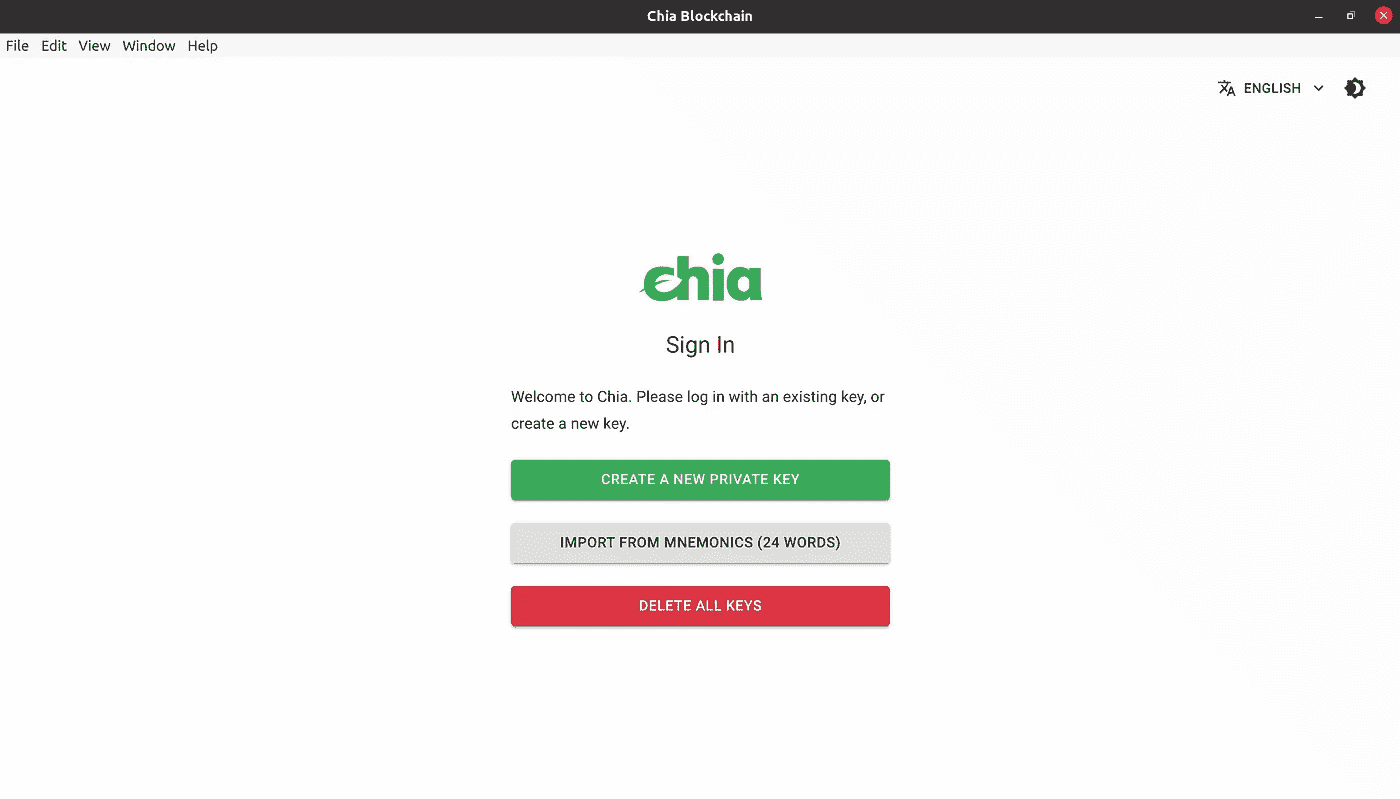 Chia Blockchain
File Edit View Window Help
ENGLISH
chia
Sign In
Welcome to Chia. Please log in with an existing key, or
create a new key.
CREATE A NEW PRIVATE KEY
IMPORT FROM MNEMONICS (24 WORDS)
DELETE ALL KEYS